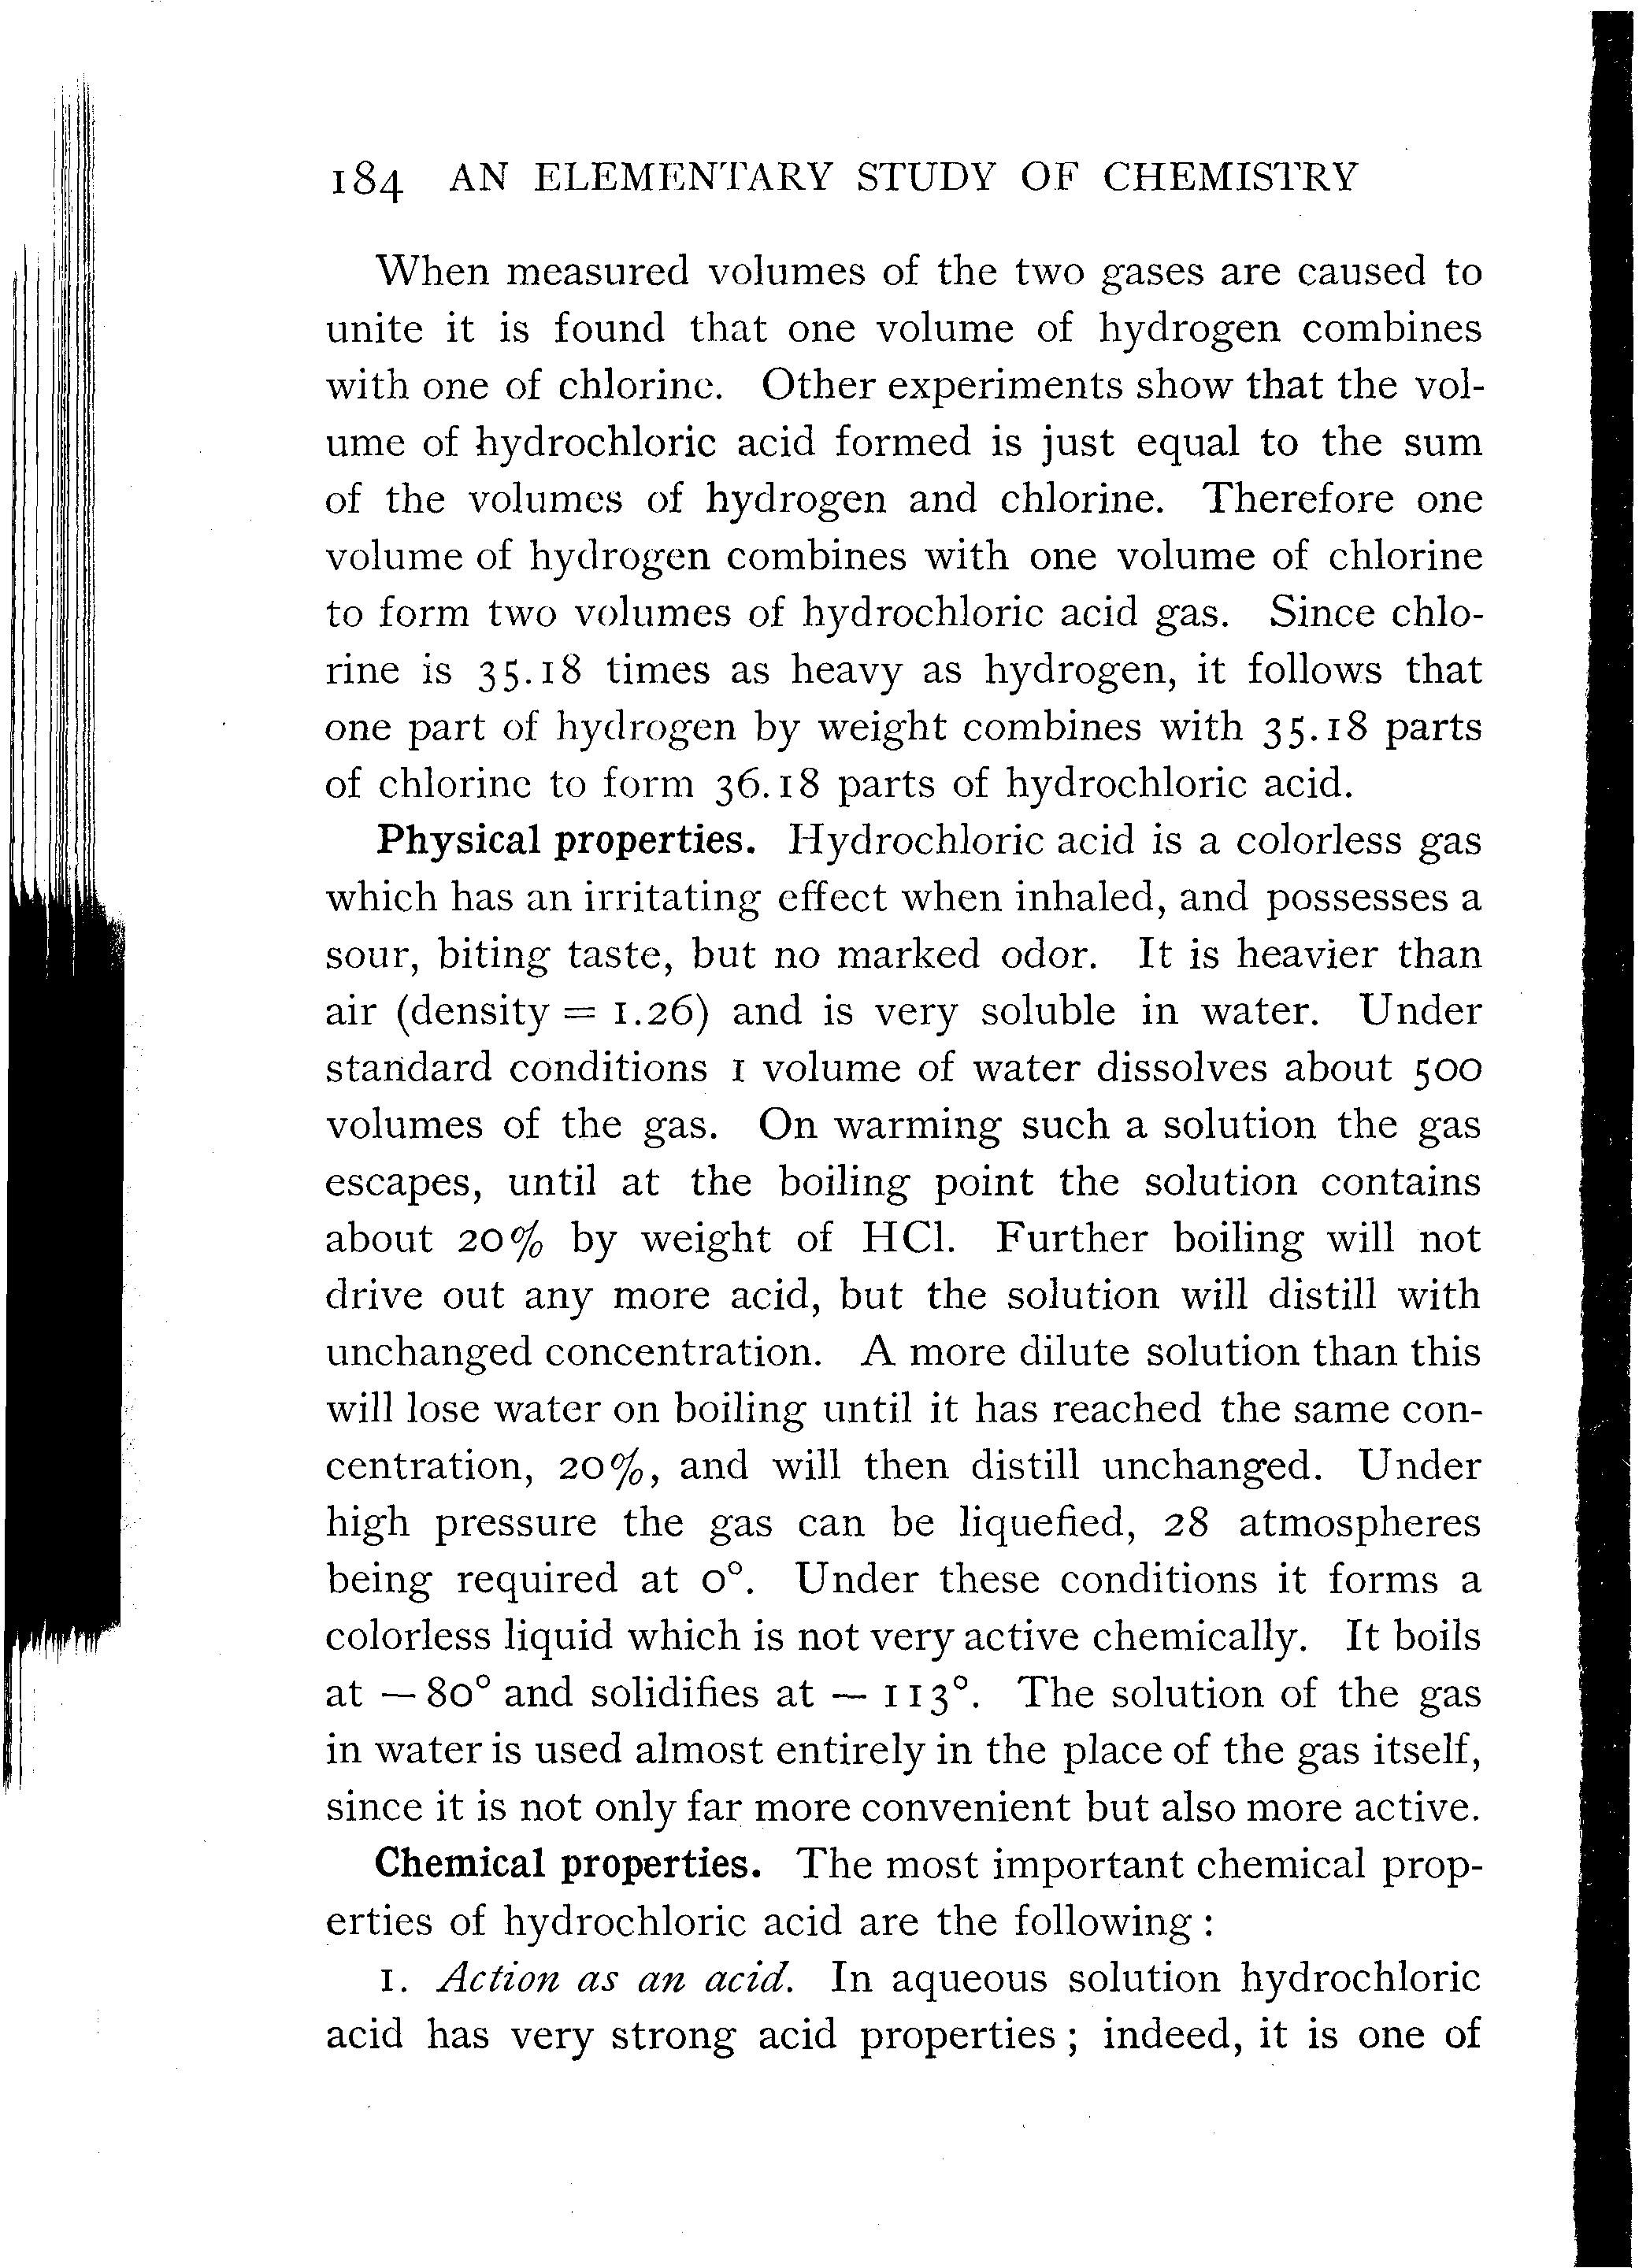 184 AN ELEMENTARY STUDY OF CHEMISTRY
When measured volumes of the two gases are caused to
unite it is found that one volume of hydrogen combines
with one of chlorine. Other experiments show that the vol-
ume of hydrochloric acid formed is just equal to the sum
of the volumes of hydrogen and chlorine. Therefore one
volume of hydrogen combines with one volume of chlorine
to form two volumes of hydrochloric acid gas. Since chlo-
rine is 35.18 times as heavy as hydrogen, it follows that
one part of hydrogen by weight combines with 35.18 parts
of chlorine to form 36.18 parts of hydrochloric acid.
Physical properties. Hydrochloric acid is a colorless gas
which has an irritating effect when inhaled, and possesses a
sour, biting taste, but no marked odor. It is heavier than
air (density = 1.26) and is very soluble in water. Under
standard conditions 1 volume of water dissolves about 500
volumes of the gas. On warming such a solution the gas
escapes, until at the boiling point the solution contains
about 20% by weight of HCl. Further boiling will not
drive out any more acid, but the solution will distill with
unchanged concentration. A more dilute solution than this
will lose water on boiling until it has reached the same con-
centration, 20%, and will then distill unchanged. Under
high pressure the gas can be liquefied, 28 atmospheres
being required at 0°. Under these conditions it forms a
colorless liquid which is not very active chemically. It boils
at — 80° and solidifies at — 113°. The solution of the gas
in water is used almost entirely in the place of the gas itself,
since it is not only far more convenient but also more active.
Chemical properties. The most important chemical prop-
erties of hydrochloric acid are the following :
1. Action as an acid. In aqueous solution hydrochloric
acid has very strong acid properties ; indeed, it is one of